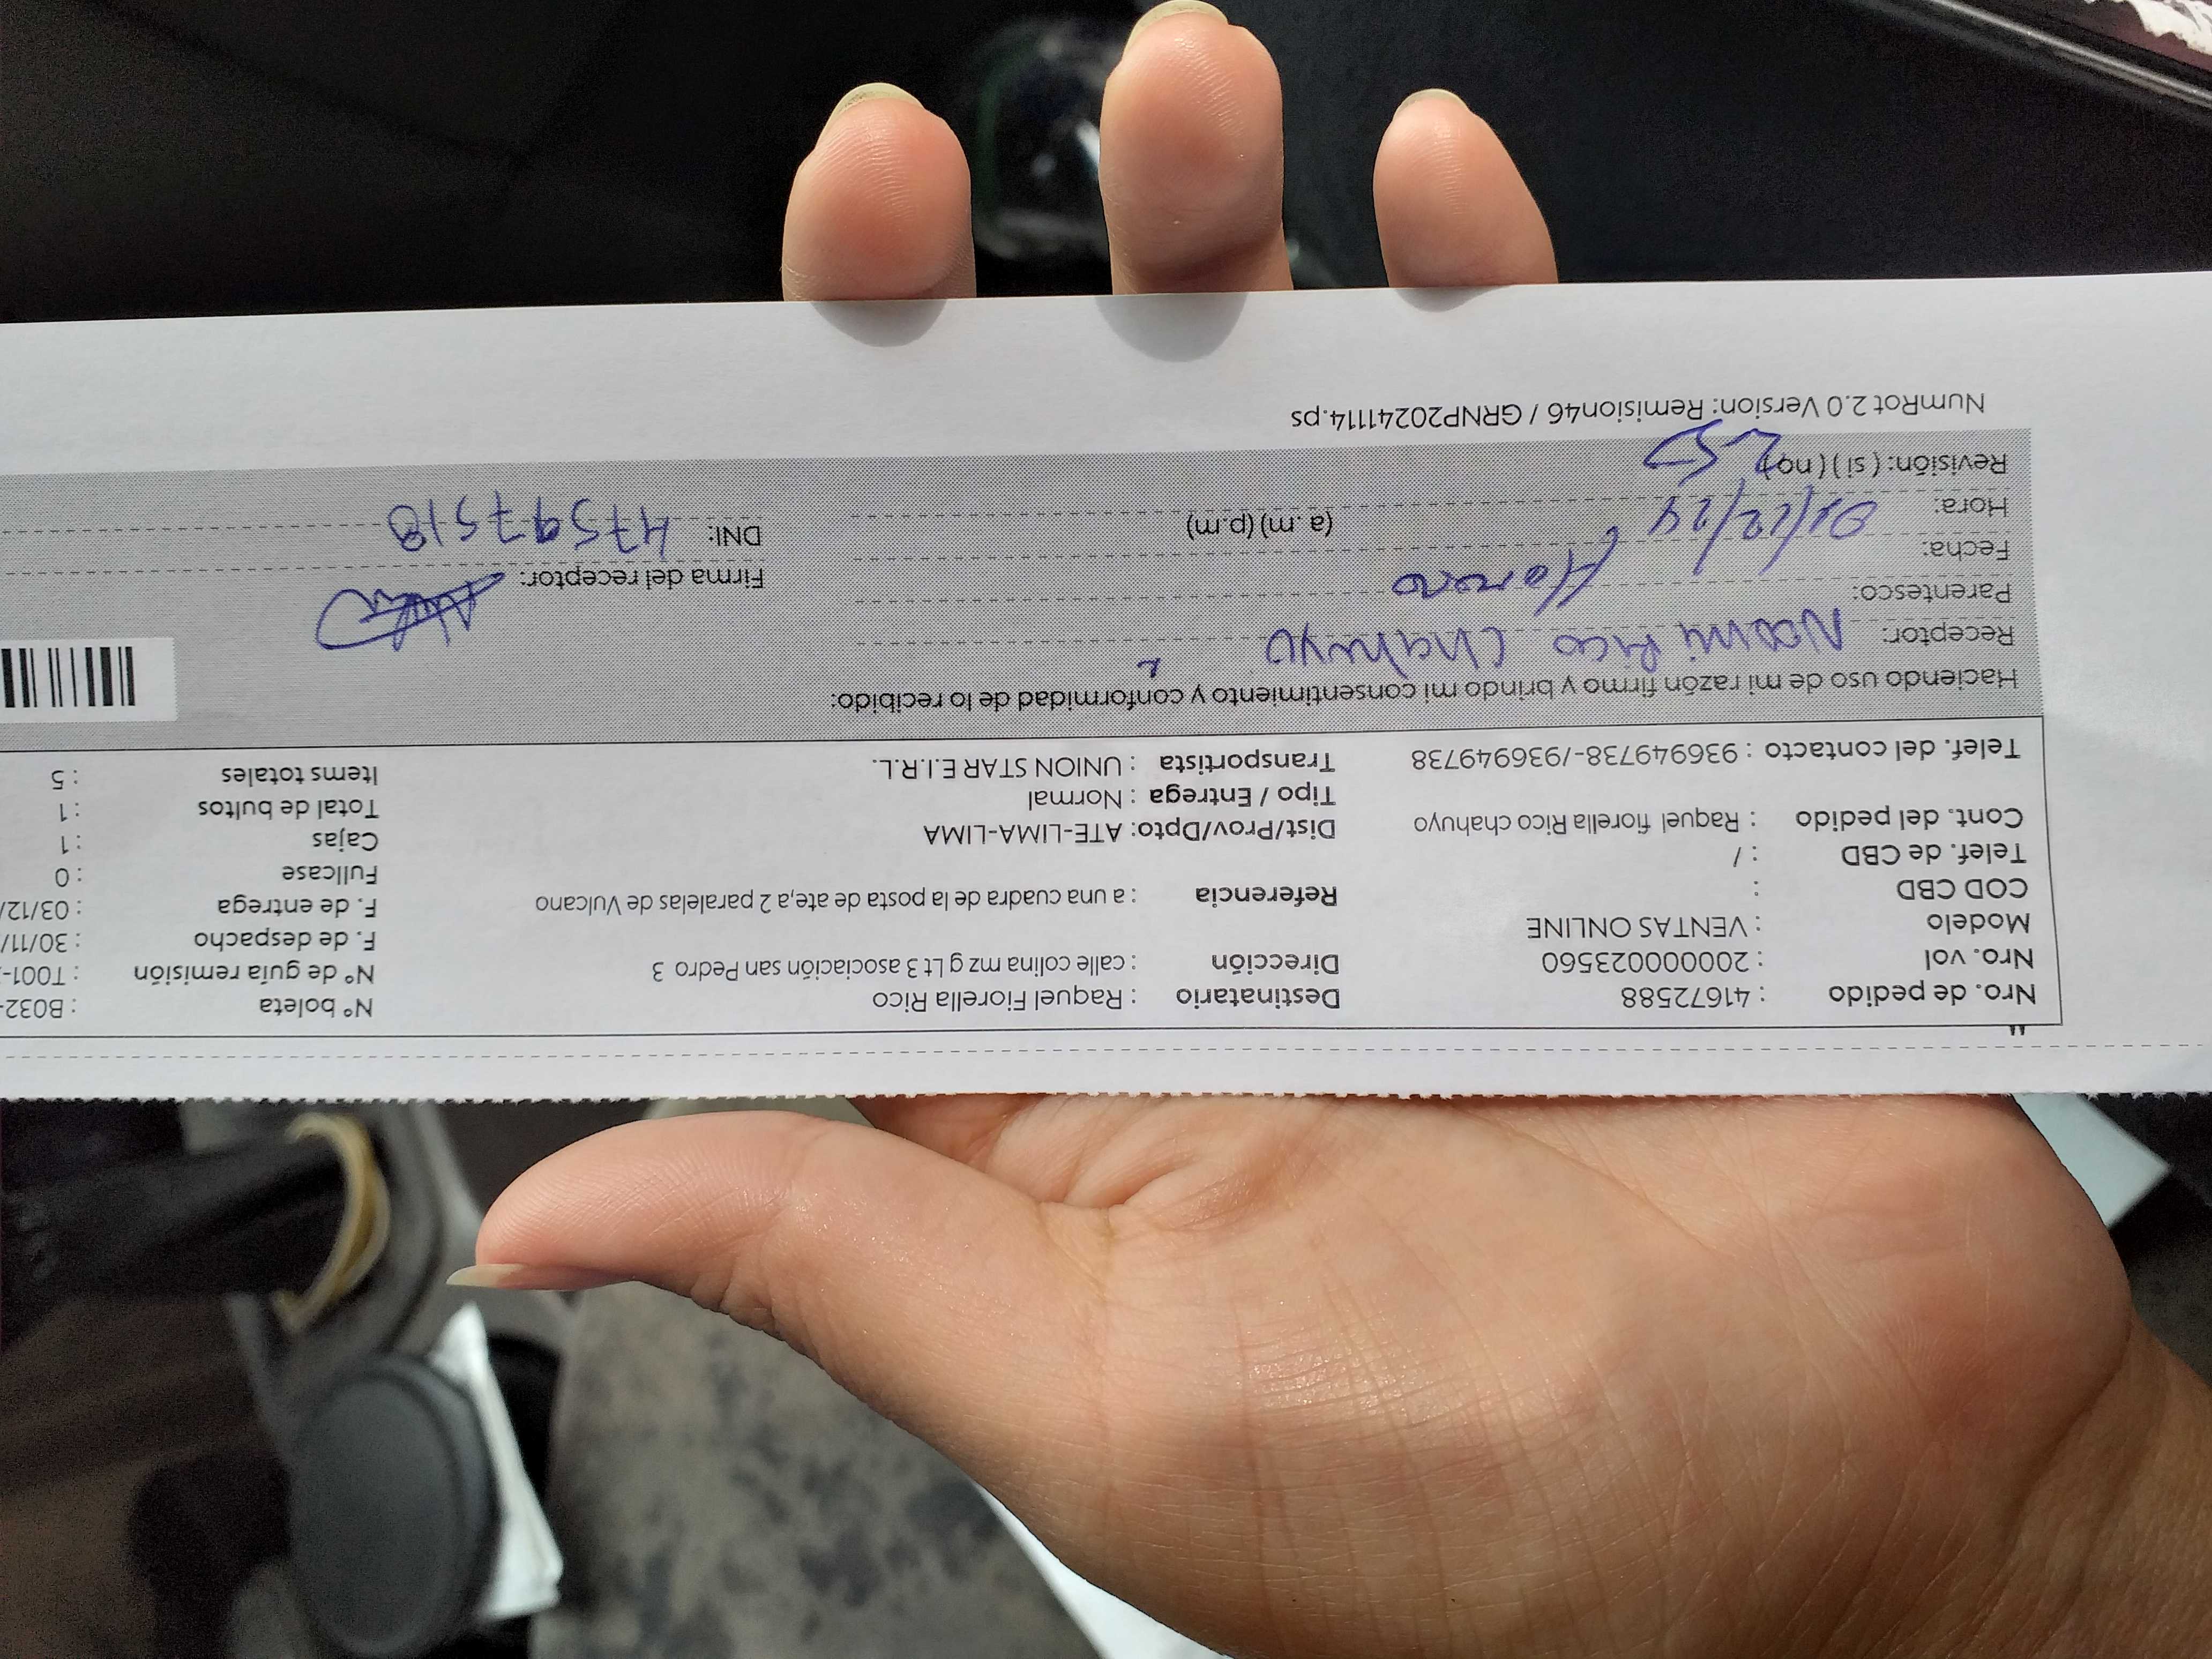 "
Nro. de pedido : 41672588 Destinatario : Raquel Fiorella Rico N° boleta : B032-
Nro. vol : 20000023560 Dirección : calle colina mz g Lt 3 asociación san Pedro 3 N° de guía remisión : T001-
Modelo : VENTAS ONLINE F. de despacho : 30/11/
COD CBD : Referencia : a una cuadra de la posta de ate,a 2 paralelas de Vulcano F. de entrega : 03/12/
Telef. de CBD : / Fullcase : 0
Cont. del pedido : Raquel fiorella Rico chahuyo Dist/Prov/Dpto: ATE-LIMA-LIMA Cajas : 1
Tipo / Entrega : Normal Total de bultos : 1
Telef. del contacto : 936949738-/936949738 Transportista : UNION STAR E.I.R.L. Items totales : 5
Haciendo uso de mi razón firmo y brindo mi consentimiento y conformidad de lo recibido:
Receptor: Noemi Rico Chahuyo
Parentesco: Firma del receptor:
Fecha: /12/24
Hora: (a. m) (p.m) DNI: 47597518
Revisión: ( si ) ( no)
NumRot 2.0 Version: Remision46 / GRNP20241114.ps